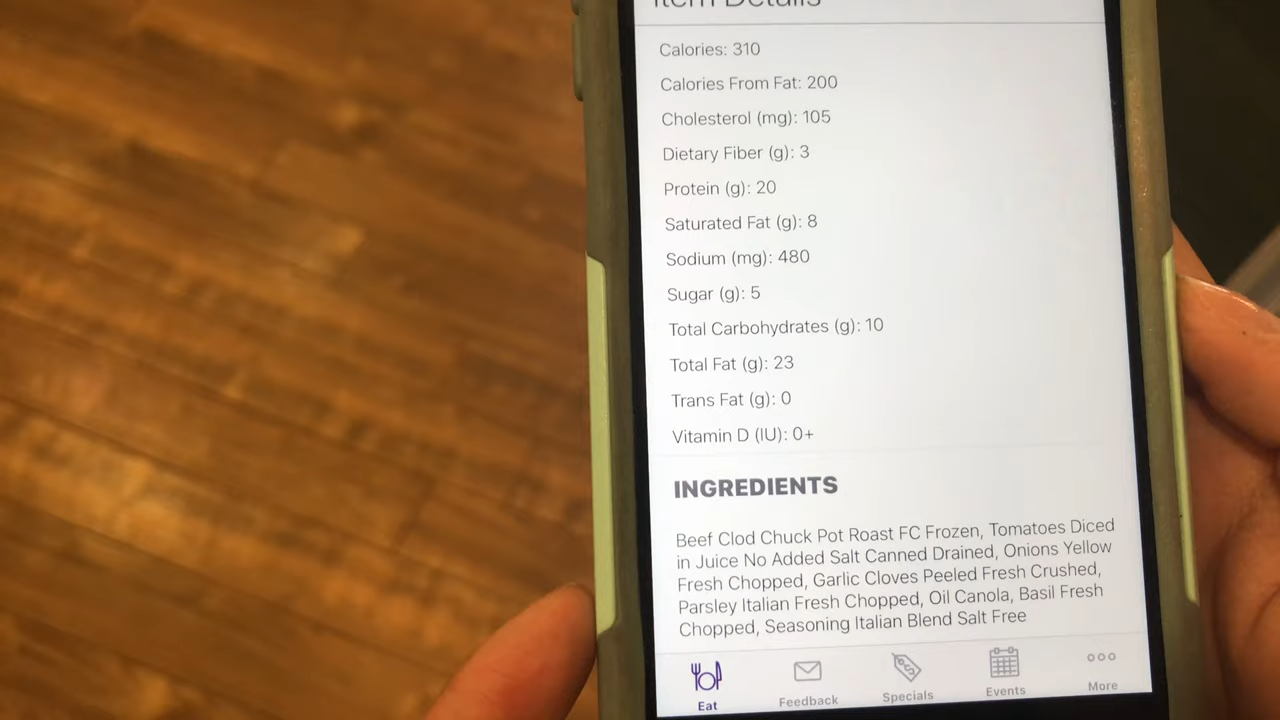 Item Details
Calories: 310
Calories From Fat: 200
Cholesterol (mg): 105
Dietary Fiber (g): 3
Protein (g): 20
Saturated Fat (g): 8
Sodium (mg): 480
Sugar (g): 5
Total Carbohydrates (g): 10
Total Fat (g): 23
Trans Fat (g): 0
Vitamin D (IU): 0+
INGREDIENTS
Beef Clod Chuck Pot Roast FC Frozen, Tomatoes Diced
in Juice No Added Salt Canned Drained, Onions Yellow
Fresh Chopped, Garlic Cloves Peeled Fresh Crushed,
Parsley Italian Fresh Chopped, Oil Canola, Basil Fresh
Chopped, Seasoning Italian Blend Salt Free
Eat
Feedback
Specials
Events
More